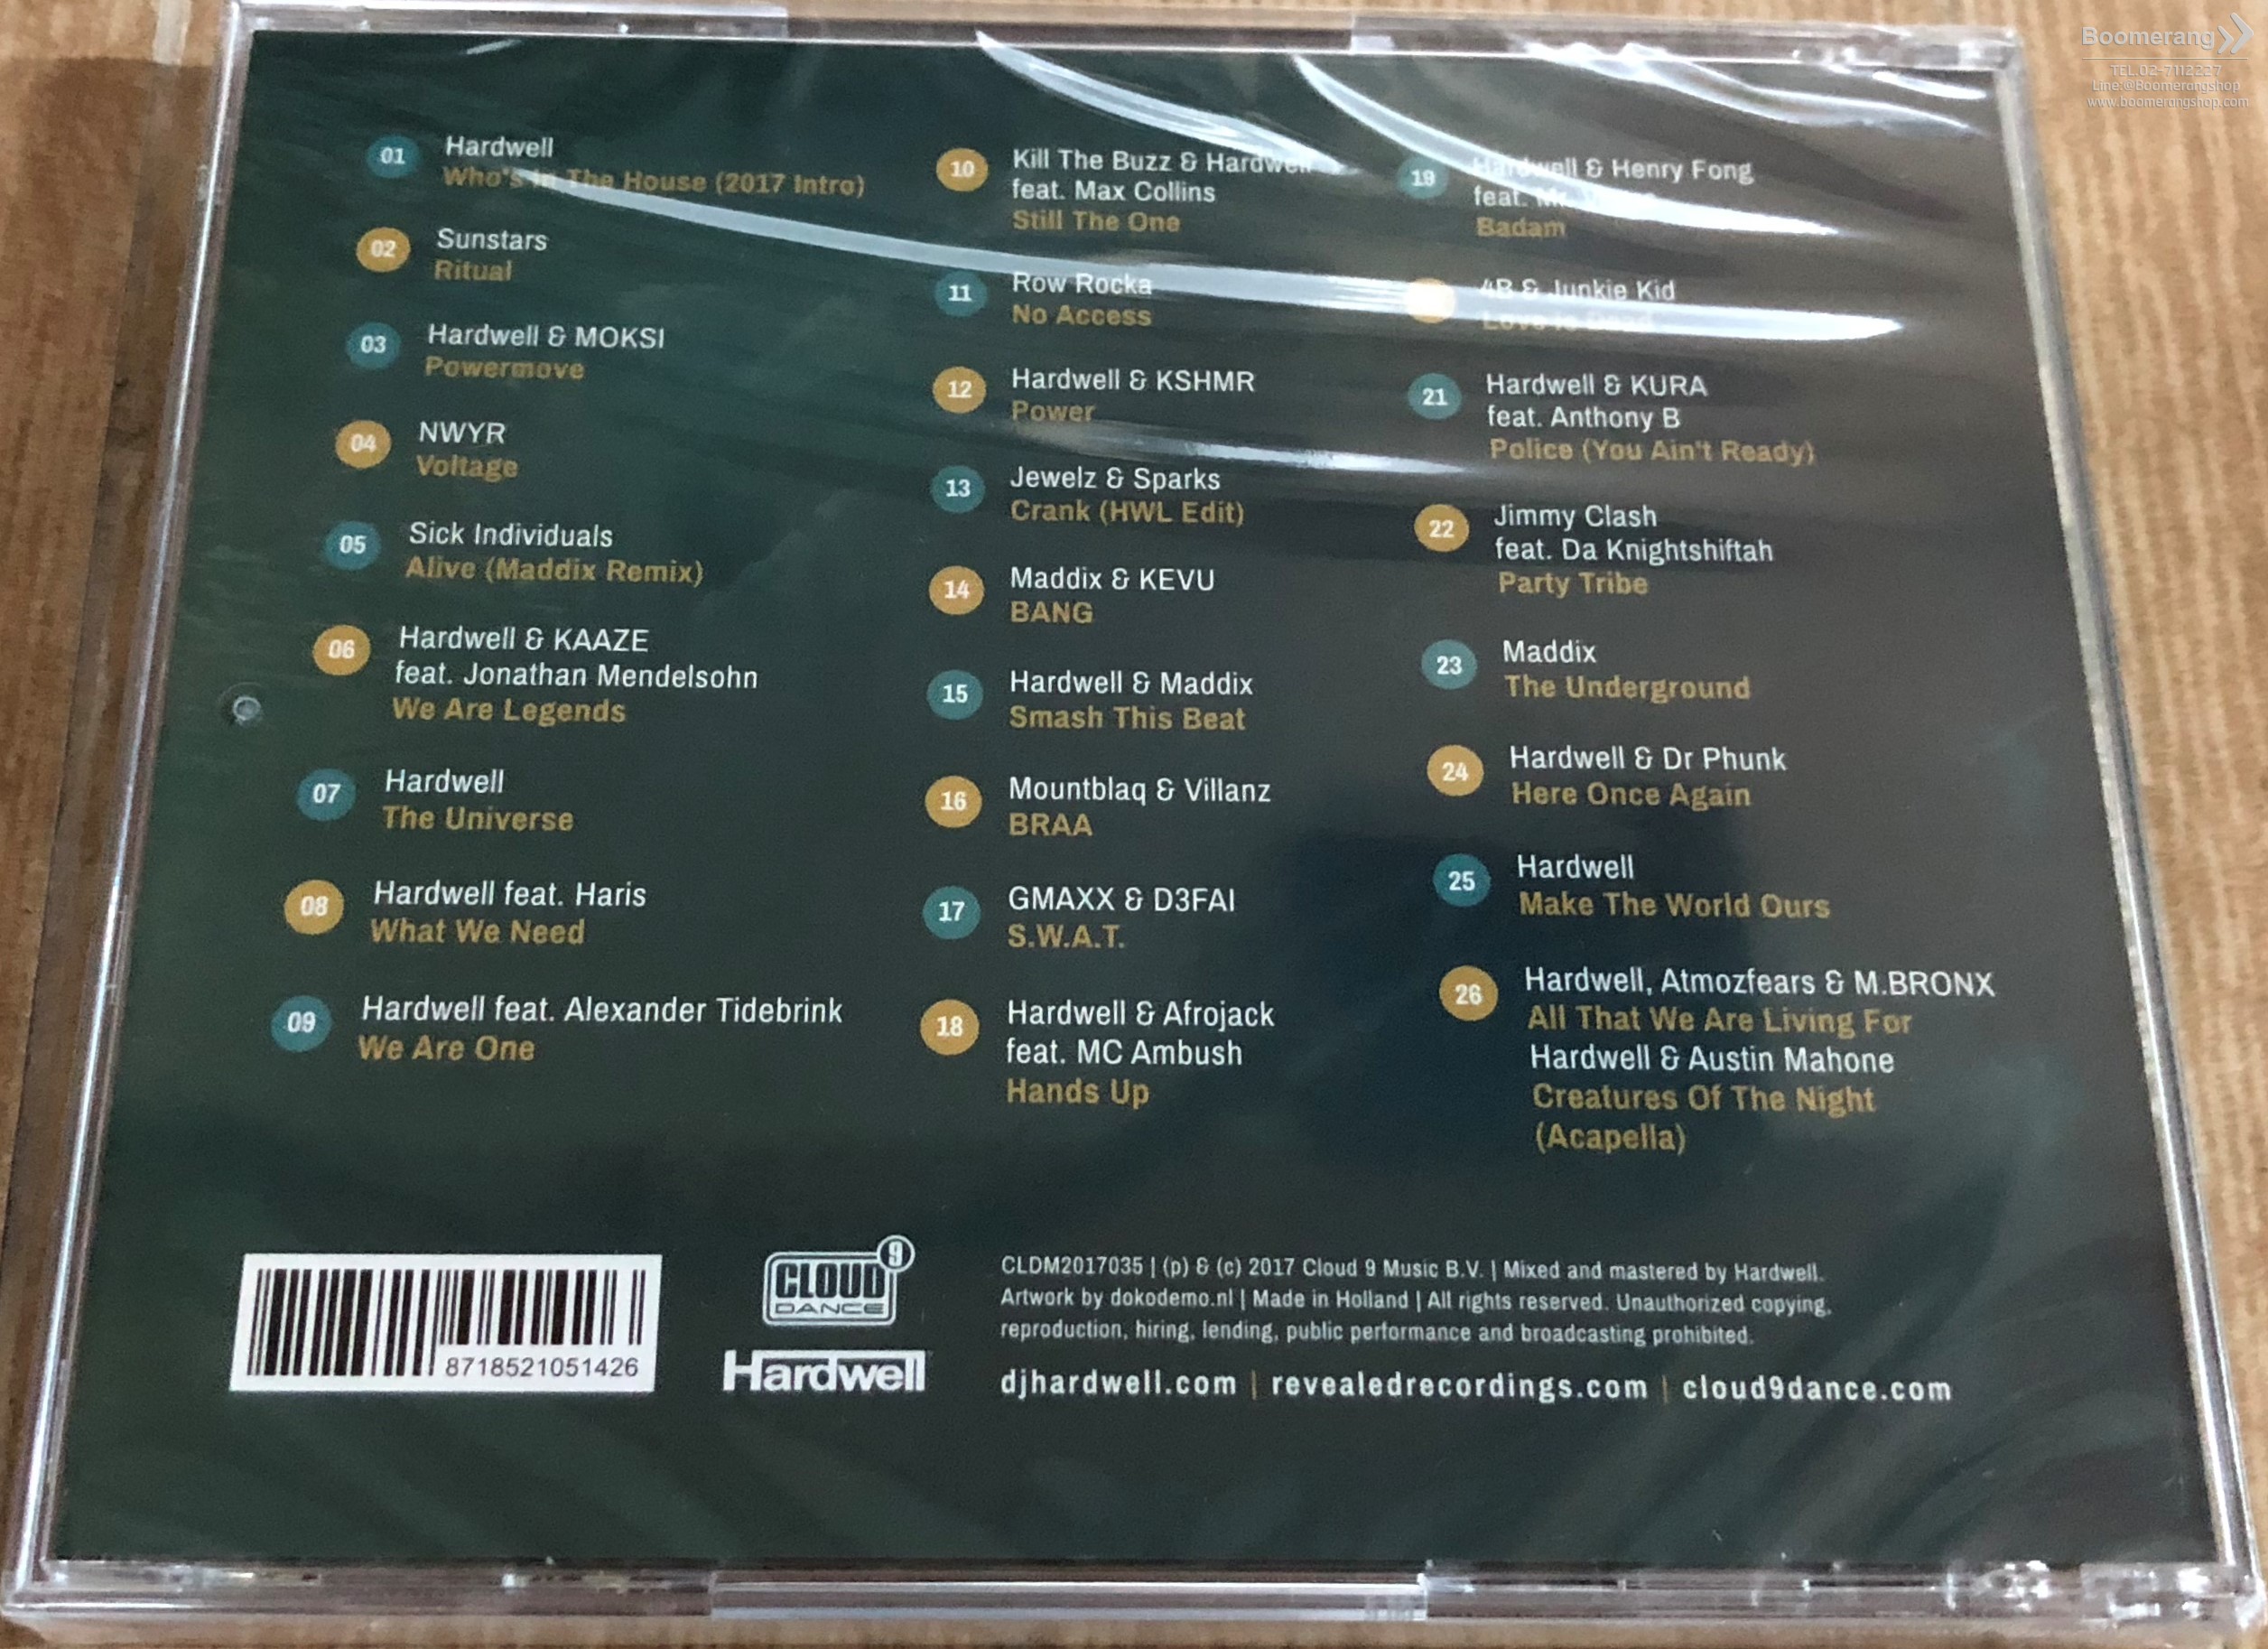 01
Hardwell
Who's In The House (2017 Intro)
02
Sunstars
Ritual
03
Hardwell & MOKSI
Powermove
04
NWYR
Voltage
05
Sick Individuals
Alive (Maddix Remix)
06
Hardwell & KAAZE
feat. Jonathan Mendelsohn
We Are Legends
07
Hardwell
The Universe
08
Hardwell feat. Haris
What We Need
09
Hardwell feat. Alexander Tidebrink
We Are One
10
Kill The Buzz & Hardwell
feat. Max Collins
Still The One
11
Row Rocka
No Access
12
Hardwell & KSHMR
Power
13
Jewelz & Sparks
Crank (HWL Edit)
14
Maddix & KEVU
BANG
15
Hardwell & Maddix
Smash This Beat
16
Mountblaq & Villanz
BRAA
17
GMAXX & D3FAI
S.W.A.T.
18
Hardwell & Afrojack
feat. MC Ambush
Hands Up
19
Hardwell & Henry Fong
feat.
Badam
4B & Junkie Kid
21
Hardwell & KURA
feat. Anthony B
Police (You Ain't Ready)
22
Jimmy Clash
feat. Da Knightshiftah
Party Tribe
23
Maddix
The Underground
24
Hardwell & Dr Phunk
Here Once Again
25
Hardwell
Make The World Ours
26
Hardwell, Atmozfears & M.BRONX
All That We Are Living For
Hardwell & Austin Mahone
Creatures Of The Night
(Acapella)
8718521051426
CLOUD 9
DANCE
Hardwell
CLDM2017035 | (p) & (c) 2017 Cloud 9 Music B.V. | Mixed and mastered by Hardwell.
Artwork by dokodemo.nl | Made in Holland | All rights reserved. Unauthorized copying,
reproduction, hiring, lending, public performance and broadcasting prohibited.
djhardwell.com | revealedrecordings.com | cloud9dance.com
Boomerang
TEL.02-7112227
Line:@Boomerangshop
www.boomerangshop.com